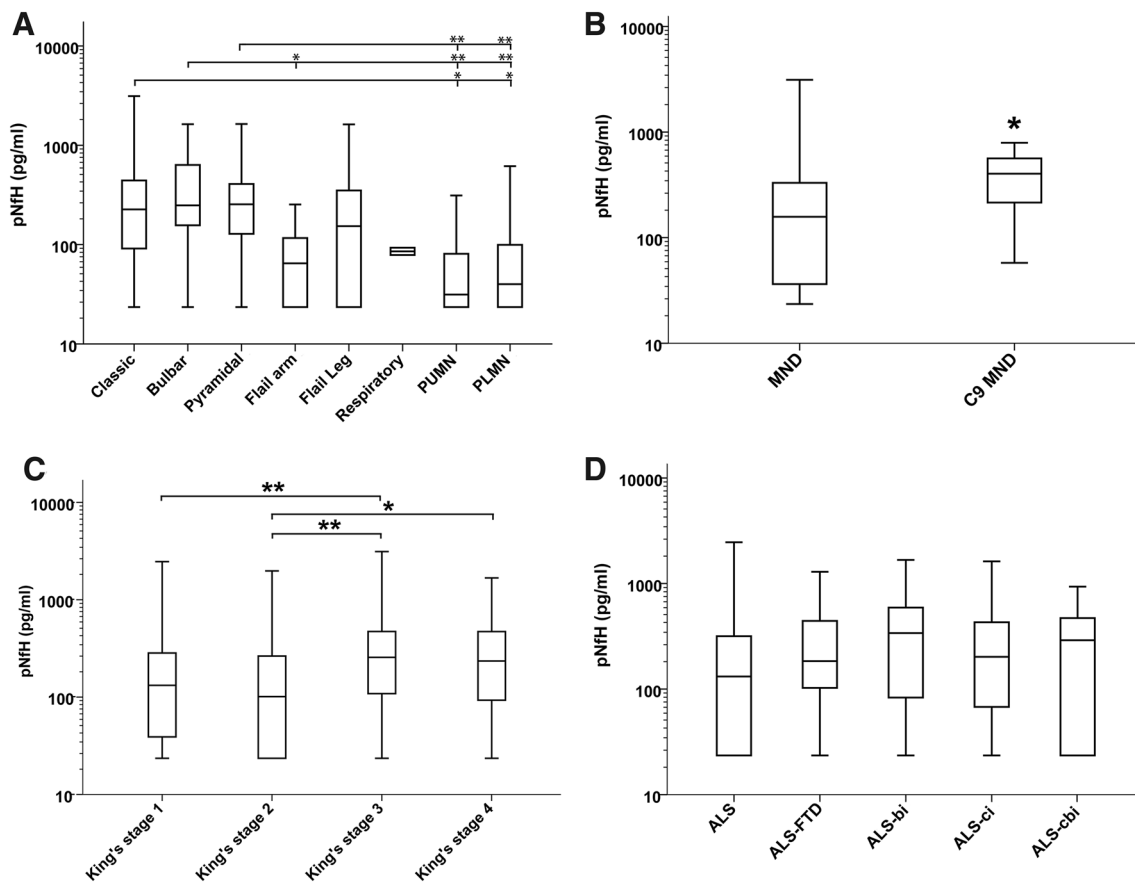 A
pNfH (pg/ml)
10000
1000
100
10
** **
* ** **
* *
Classic
Bulbar
Pyramidal
Flail arm
Flail Leg
Respiratory
PUMN
PLMN
B
pNfH (pg/ml)
10000
1000
100
10
*
MND
C9 MND
C
pNfH (pg/ml)
10000
1000
100
10
**
*
**
King's stage 1
King's stage 2
King's stage 3
King's stage 4
D
pNfH (pg/ml)
10000
1000
100
10
ALS
ALS-FTD
ALS-bi
ALS-ci
ALS-cbi